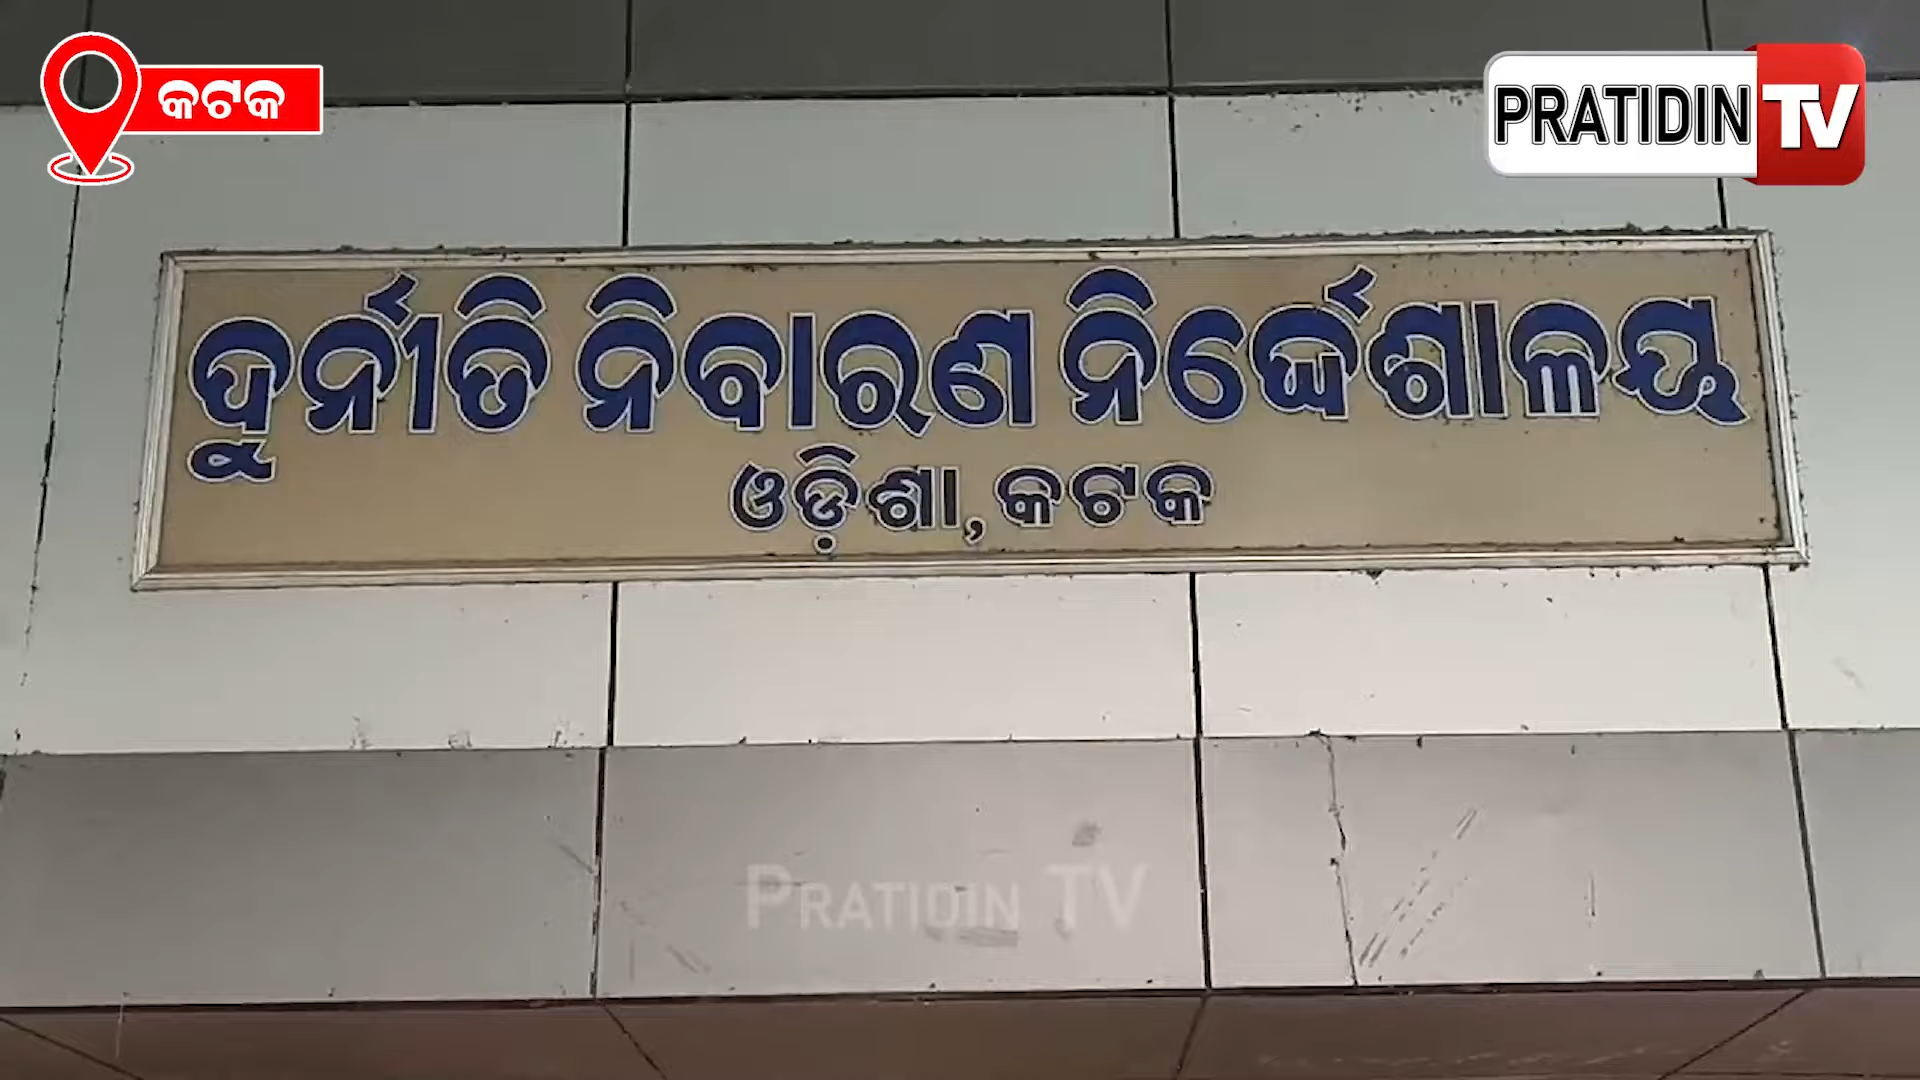 କଟକ
PRATIDIN TV
ଦୁର୍ନୀତି ନିବାରଣ ନିର୍ଦ୍ଦେଶାଳୟ
ଓଡ଼ିଶା, କଟକ
PRATIDIN TV